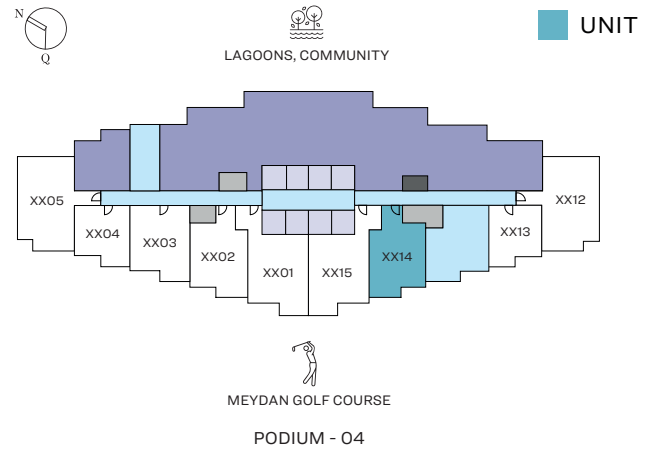 N
Q
LAGOONS, COMMUNITY
UNIT
XX05
XX12
XX04
XX03
XX02
XX01
XX15
XX14
XX13
MEYDAN GOLF COURSE
PODIUM - 04